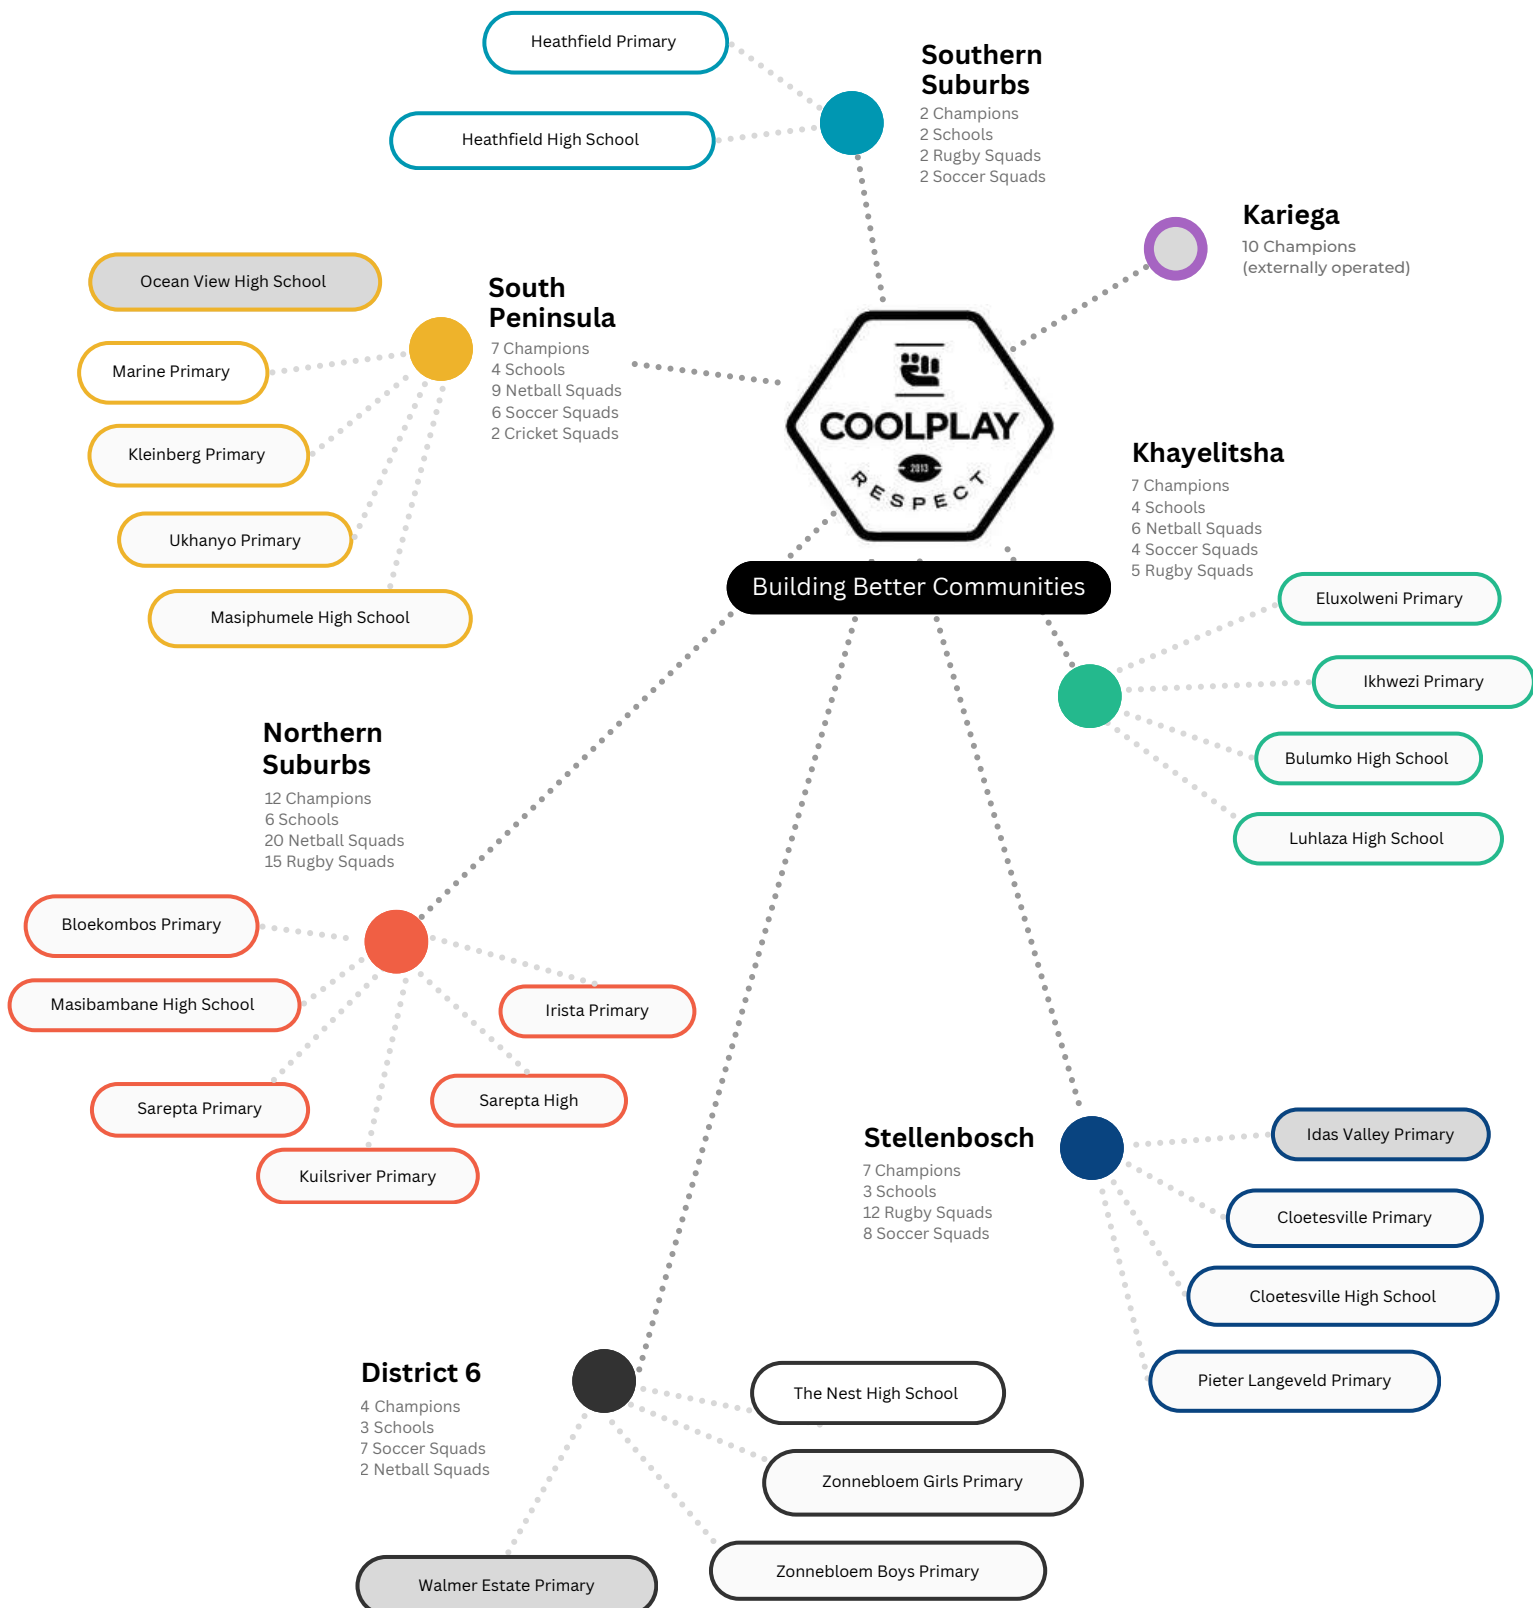 Heathfield Primary
Heathfield High School
Southern
Suburbs
2 Champions
2 Schools
2 Rugby Squads
2 Soccer Squads
Kariega
10 Champions
(externally operated)
Ocean View High School
Marine Primary
Kleinberg Primary
Ukhanyo Primary
Masiphumele High School
South
Peninsula
7 Champions
4 Schools
9 Netball Squads
6 Soccer Squads
2 Cricket Squads
COOLPLAY
2013
RESPECT
Building Better Communities
Khayelitsha
7 Champions
4 Schools
6 Netball Squads
4 Soccer Squads
5 Rugby Squads
Eluxolweni Primary
Ikhwezi Primary
Bulumko High School
Luhlaza High School
Northern
Suburbs
12 Champions
6 Schools
20 Netball Squads
15 Rugby Squads
Bloekombos Primary
Masibambane High School
Sarepta Primary
Kuilsriver Primary
Sarepta High
Irista Primary
Stellenbosch
7 Champions
3 Schools
12 Rugby Squads
8 Soccer Squads
Idas Valley Primary
Cloetesville Primary
Cloetesville High School
Pieter Langeveld Primary
District 6
4 Champions
3 Schools
7 Soccer Squads
2 Netball Squads
The Nest High School
Zonnebloem Girls Primary
Zonnebloem Boys Primary
Walmer Estate Primary